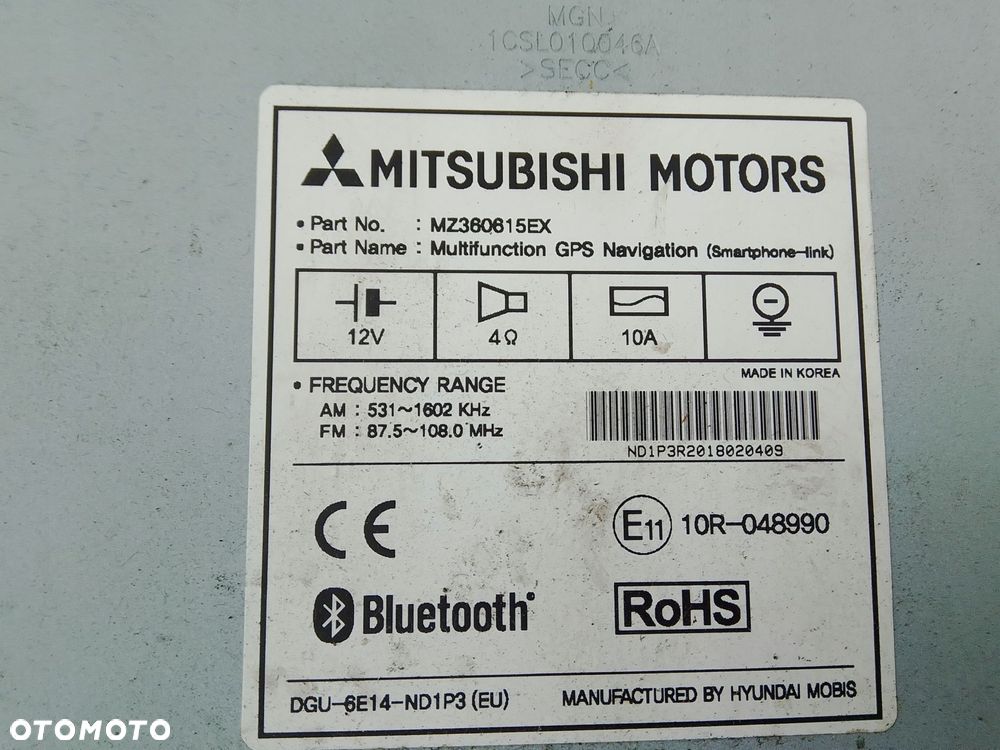 MGN
1CSL010046A
>SECC<
MITSUBISHI MOTORS
• Part No. : MZ360615EX
• Part Name : Multifunction GPS Navigation (Smartphone-link)
12V 4Ω 10A
MADE IN KOREA
• FREQUENCY RANGE
AM : 531~1602 KHz
FM : 87.5~108.0 MHz
ND1P3R2018020409
CE E11 10R-048990
Bluetooth® RoHS
DGU-6E14-ND1P3 (EU) MANUFACTURED BY HYUNDAI MOBIS
OTOMOTO